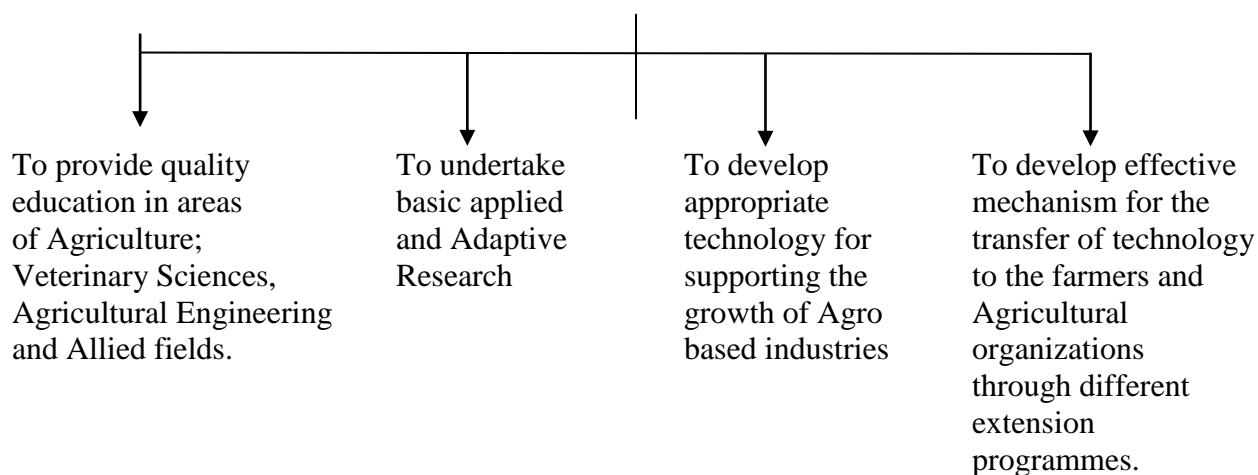 To provide quality
education in areas
of Agriculture;
Veterinary Sciences,
Agricultural Engineering
and Allied fields.
To undertake
basic applied
and Adaptive
Research
To develop
appropriate
technology for
supporting the
growth of Agro
based industries
To develop effective
mechanism for the
transfer of technology
to the farmers and
Agricultural
organizations
through different
extension
programmes.